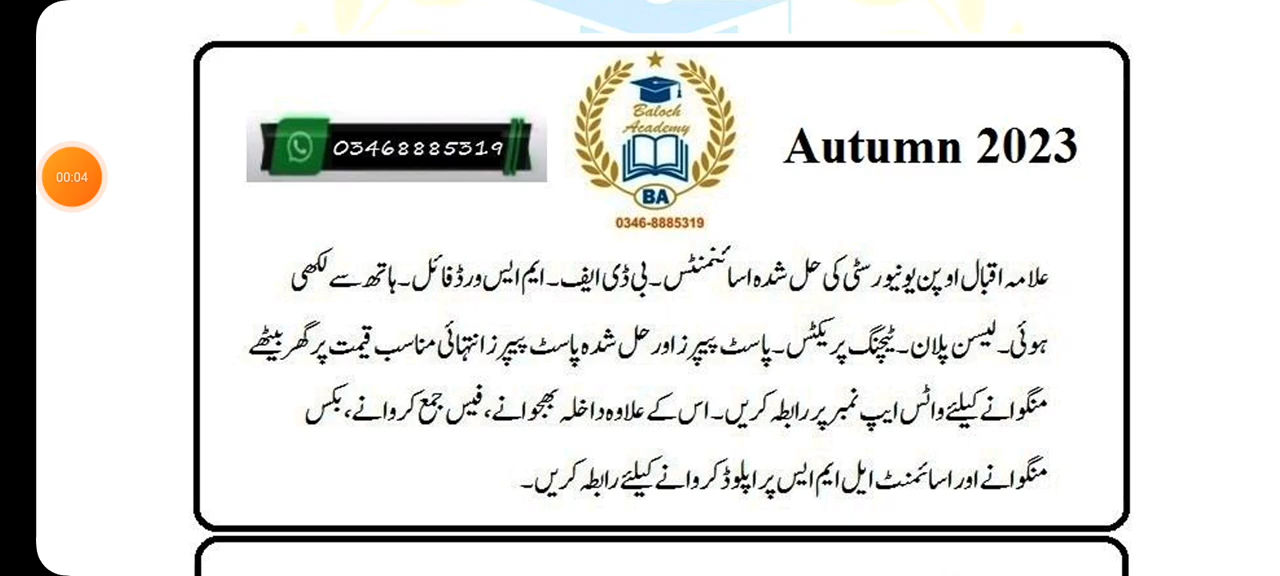 00:04
03468885319
Baloch
Academy
BA
0346-8885319
Autumn 2023
علامہ اقبال اوپن یونیورسٹی کی حل شدہ اسائنمنٹس۔ پی ڈی ایف۔ ایم ایس ورڈ فائل۔ ہاتھ سے لکھی
ہوئی۔ لیسن پلان۔ ٹیچنگ پریکٹس۔ پاسٹ پیپرز اور حل شدہ پاسٹ پیپرز انتہائی مناسب قیمت پر گھر بیٹھے
منگوانے کیلئے واٹس ایپ نمبر پر رابطہ کریں۔ اس کے علاوہ داخلہ بھجوانے، فیس جمع کروانے، بکس
منگوانے اور اسائمنٹ ایل ایم ایس پر اپلوڈ کروانے کیلئے رابطہ کریں۔